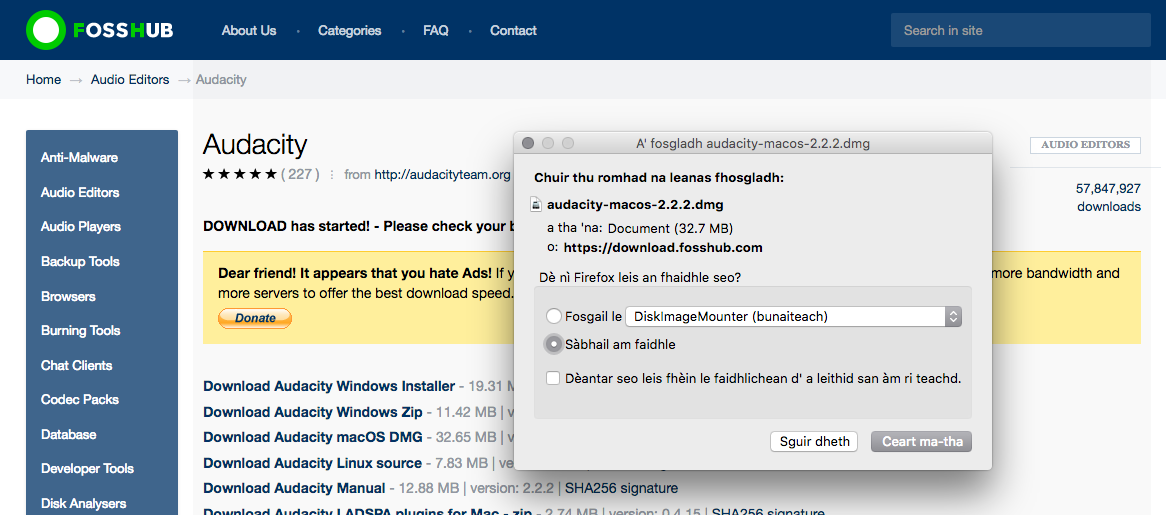 FOSSHUB
About Us • Categories • FAQ • Contact
Search in site
Home → Audio Editors → Audacity
Anti-Malware
Audio Editors
Audio Players
Backup Tools
Browsers
Burning Tools
Chat Clients
Codec Packs
Database
Developer Tools
Disk Analysers
Audacity
★★★★★ ( 227 ) ⋮ from http://audacityteam.org
AUDIO EDITORS
57,847,927
downloads
DOWNLOAD has started! - Please check your
Dear friend! It appears that you hate Ads! If more bandwidth and
more servers to offer the best download speed.
Donate
Download Audacity Windows Installer - 19.31
Download Audacity Windows Zip - 11.42 MB |
Download Audacity macOS DMG - 32.65 MB |
Download Audacity Linux source - 7.83 MB | SHA256 signature
Download Audacity Manual - 12.88 MB | version: 2.2.2 | SHA256 signature
Download Audacity LADSPA plugins for Mac - zip - 2.74 MB | version: 0.4.15 | SHA256 signature
A' fosgladh audacity-macos-2.2.2.dmg
Chuir thu romhad na leanas fhosgladh:
audacity-macos-2.2.2.dmg
a tha 'na: Document (32.7 MB)
o: https://download.fosshub.com
Dè nì Firefox leis an fhaidhle seo?
Fosgail le DiskImageMounter (bunaiteach)
Sàbhail am faidhle
Dèantar seo leis fhèin le faidhlichean d' a leithid san àm ri teachd.
Sguir dheth
Ceart ma-tha